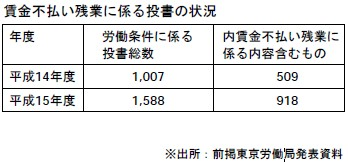 賃金不払い残業に係る投書の状況
年度 労働条件に係る 内賃金不払い残業に
投書総数 係る内容含むもの
平成14年度 1,007 509
平成15年度 1,588 918
※出所：前掲東京労働局発表資料